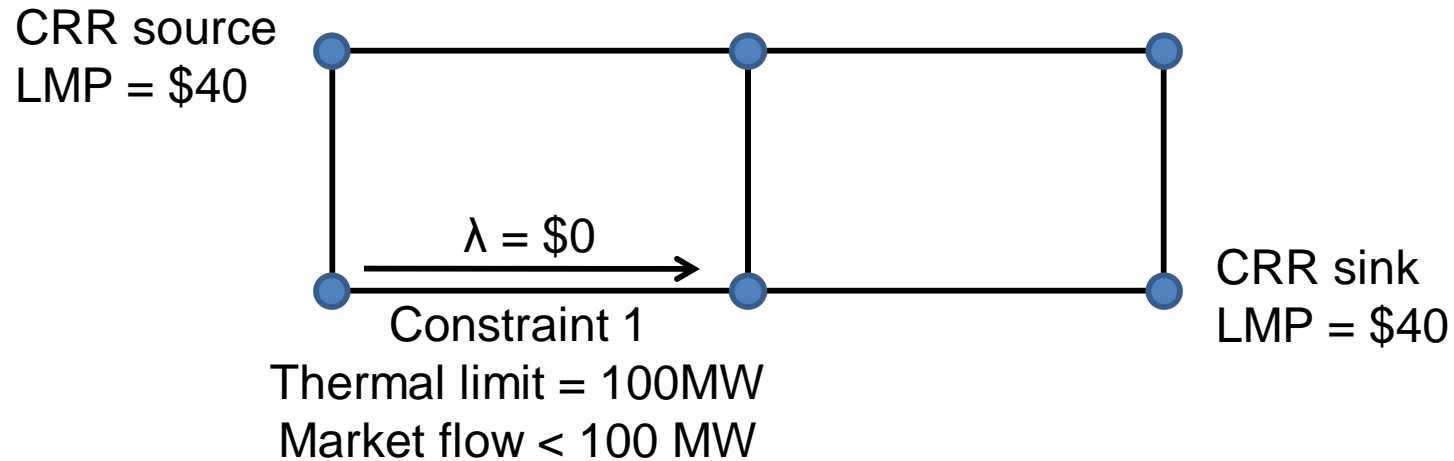 CRR source
LMP = $40
λ = $0
Constraint 1
Thermal limit = 100MW
Market flow < 100 MW
CRR sink
LMP = $40